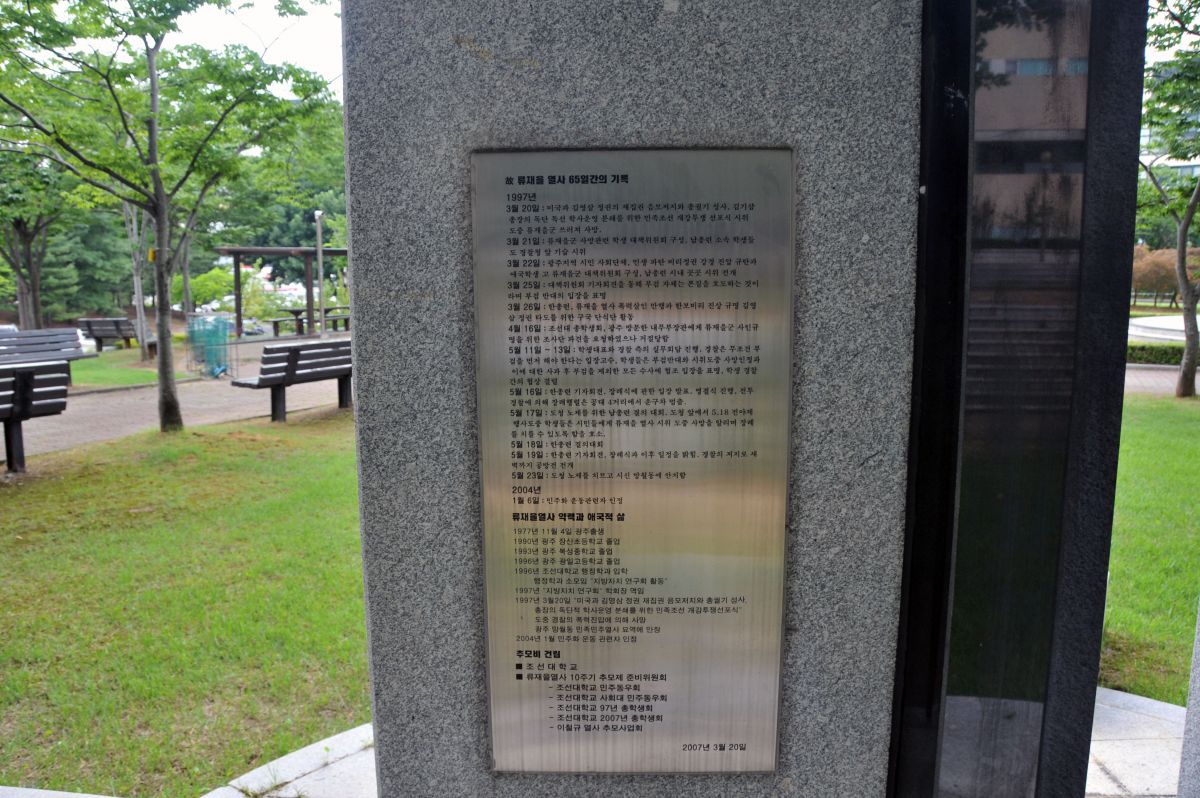 故 류재을 열사 65일간의 기록
1997년
3월 20일 : 미국과 김영삼 정권의 재집권 음모저지와 총궐기 성사, 김기삼
총장의 독단 독선 학사운영 분쇄를 위한 민족조선 개강투쟁 선포식 시위
도중 류재을군 쓰러져 사망.
3월 21일 : 류재을군 사망관련 학생 대책위원회 구성, 남총련 소속 학생들
도 경찰청 앞 기습 시위
3월 22일 : 광주지역 시민 사회단체, 민생 파탄 비리정권 강경 진압 규탄과
애국학생 고 류재을군 대책위원회 구성, 남총련 시내 곳곳 시위 전개
3월 25일 : 대책위원회 기자회견을 통해 부검 자체는 본질을 호도하는 것이
라며 부검 반대의 입장을 표명
3월 26일 : 한총련, 류재을 열사 폭력살인 만행과 한보비리 진상 규명 김영
삼 정권 타도를 위한 구국 단식단 활동
4월 16일 : 조선대 총학생회, 광주 방문한 내무부장관에게 류재을군 사인규
명을 위한 조사단 파견을 요청하였으나 거절당함
5월 11일 ~ 13일 : 학생대표와 경찰 측의 실무회담 진행, 경찰은 무조건 부
검을 먼저 해야 한다는 입장고수, 학생들은 부검반대와 시위도중 사망인정과
이에 대한 사과 후 부검을 제외한 모든 수사에 협조 입장을 표명, 학생 경찰
간의 협상 결렬
5월 16일 : 한총련 기자회견, 장례식에 관한 입장 발표, 영결식 진행, 전투
경찰에 의해 장례행렬은 공대 4거리에서 운구차 멈춤.
5월 17일 : 도청 노제를 위한 남총련 결의 대회, 도청 앞에서 5.18 전야제
행사도중 학생들은 시민들에게 류재을 열사 시위 도중 사망을 알리며 장례
를 치를 수 있도록 함을 호소.
5월 18일 : 한총련 결의대회
5월 19일 : 한총련 기자회견, 장례식과 이후 일정을 밝힘, 경찰의 저지로 새
벽까지 공방전 전개
5월 23일 : 도청 노제를 치르고 시신 망월동에 안치함
2004년
1월 6일 : 민주화 운동관련자 인정
류재을열사 약력과 애국적 삶
1977년 11월 4일 광주출생
1990년 광주 장산초등학교 졸업
1993년 광주 북성중학교 졸업
1996년 광주 광일고등학교 졸업
1996년 조선대학교 행정학과 입학
행정학과 소모임 "지방자치 연구회 활동"
1997년 "지방자치 연구회" 학회장 역임
1997년 3월20일 "미국과 김영삼 정권 재집권 음모저지와 총궐기 성사,
총장의 독단적 학사운영 분쇄를 위한 민족조선 개강투쟁선포식"
도중 경찰의 폭력진압에 의해 사망
광주 망월동 민족민주열사 묘역에 안장
2004년 1월 민주화 운동 관련자 인정
추모비 건립
■ 조선대학교
■ 류재을열사 10주기 추모제 준비위원회
- 조선대학교 민주동우회
- 조선대학교 사회대 민주동우회
- 조선대학교 97년 총학생회
- 조선대학교 2007년 총학생회
- 이철규 열사 추모사업회
2007년 3월 20일